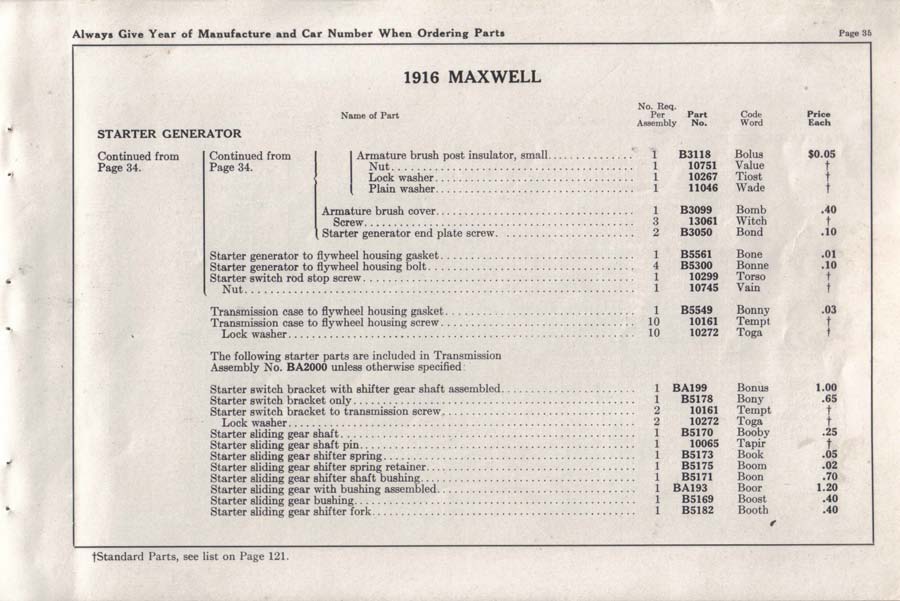 Always Give Year of Manufacture and Car Number When Ordering Parts Page 35
1916 MAXWELL
Name of Part No. Req. Per Assembly Part No. Code Word Price Each
STARTER GENERATOR
Continued from Page 34. Continued from Page 34.
Armature brush post insulator, small 1 B3118 Bolus $0.05
Nut 1 10751 Value †
Lock washer 1 10267 Tiost †
Plain washer 1 11046 Wade †
Armature brush cover 1 B3099 Bomb .40
Screw 3 13061 Witch †
Starter generator end plate screw 2 B3050 Bond .10
Starter generator to flywheel housing gasket 1 B5561 Bone .01
Starter generator to flywheel housing bolt 4 B5300 Bonne .10
Starter switch rod stop screw 1 10299 Torso †
Nut 1 10745 Vain †
Transmission case to flywheel housing gasket 1 B5549 Bonny .03
Transmission case to flywheel housing screw 10 10161 Tempt †
Lock washer 10 10272 Toga †
The following starter parts are included in Transmission
Assembly No. BA2000 unless otherwise specified:
Starter switch bracket with shifter gear shaft assembled 1 BA199 Bonus 1.00
Starter switch bracket only 1 B5178 Bony .65
Starter switch bracket to transmission screw 2 10161 Tempt †
Lock washer 2 10272 Toga †
Starter sliding gear shaft 1 B5170 Booby .25
Starter sliding gear shaft pin 1 10065 Tapir †
Starter sliding gear shifter spring 1 B5173 Book .05
Starter sliding gear shifter spring retainer 1 B5175 Boom .02
Starter sliding gear shifter shaft bushing 1 B5171 Boon .70
Starter sliding gear with bushing assembled 1 BA193 Boor 1.20
Starter sliding gear bushing 1 B5169 Boost .40
Starter sliding gear shifter fork 1 B5182 Booth .40
†Standard Parts, see list on Page 121.